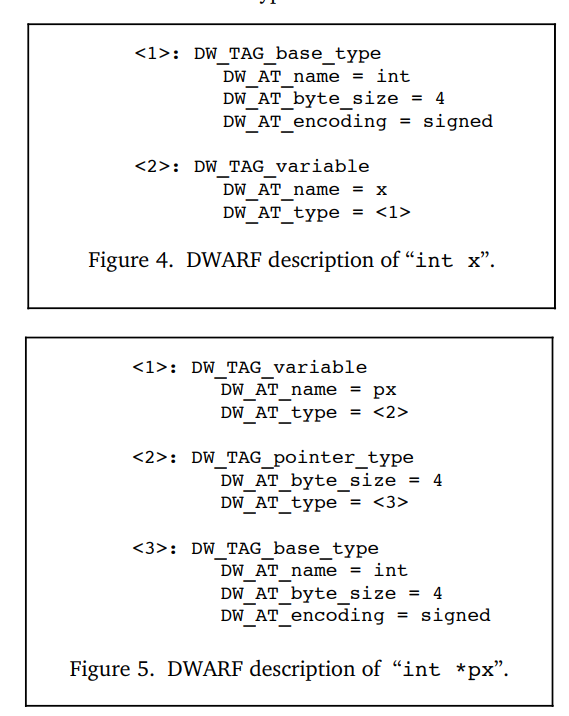 <1>: DW_TAG_base_type
DW_AT_name = int
DW_AT_byte_size = 4
DW_AT_encoding = signed
<2>: DW_TAG_variable
DW_AT_name = x
DW_AT_type = <1>
Figure 4. DWARF description of “int x”.
<1>: DW_TAG_variable
DW_AT_name = px
DW_AT_type = <2>
<2>: DW_TAG_pointer_type
DW_AT_byte_size = 4
DW_AT_type = <3>
<3>: DW_TAG_base_type
DW_AT_name = int
DW_AT_byte_size = 4
DW_AT_encoding = signed
Figure 5. DWARF description of “int *px”.